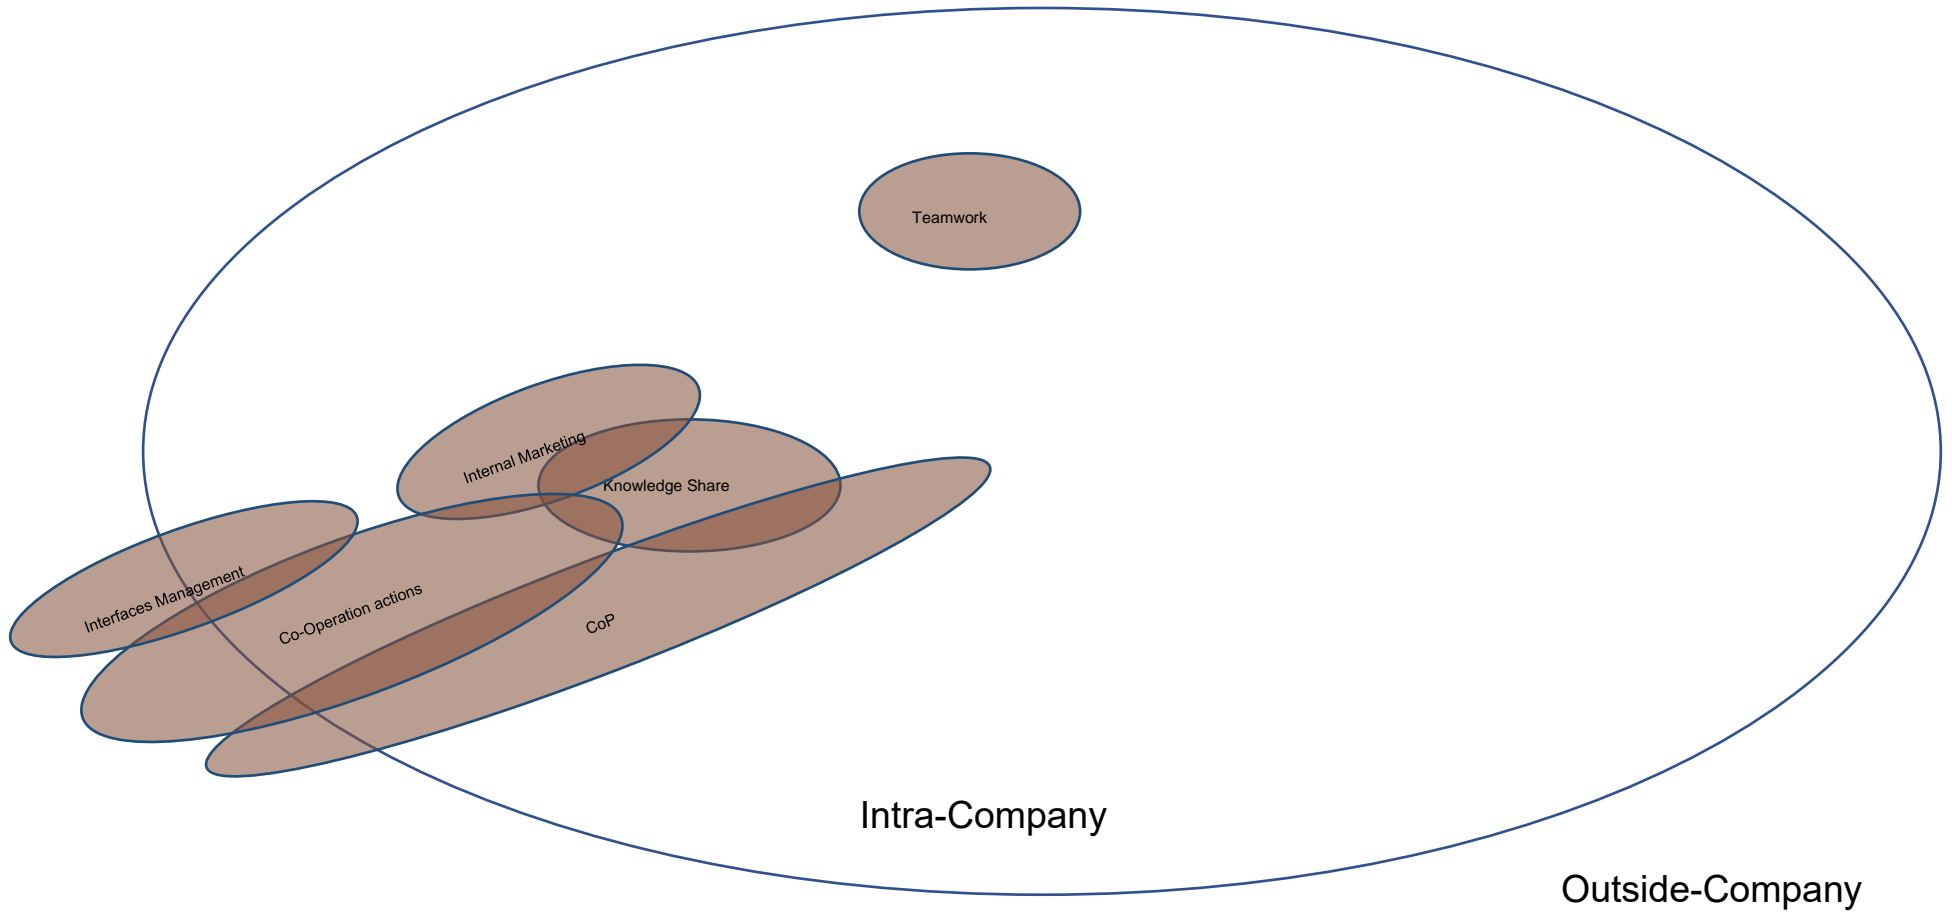 Teamwork
Internal Marketing
Knowledge Share
Interfaces Management
Co-Operation actions
CoP
Intra-Company
Outside-Company